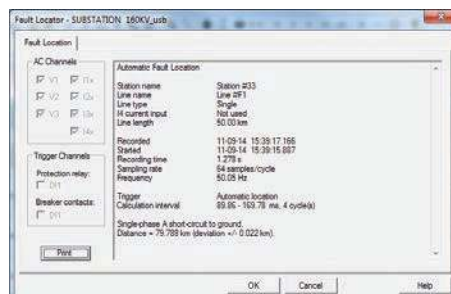 Fault Locator - SUBSTATION 160KV_usb
Fault Location
AC Channels
V1 I1x
V2 I2x
V3 I3x
I4x
Trigger Channels
Protection relay:
DI1
Breaker contacts:
DI1
Print
Automatic Fault Location
Station name Station #33
Line name Line #F1
Line type Single
I4 current input Not used
Line length 50.00 km
Recorded 11-09-14 15:39:17.166
Started 11-09-14 15:39:15.887
Recording time 1.278 s
Sampling rate 64 samples/cycle
Frequency 50.05 Hz
Trigger Automatic location
Calculation interval 89.86 - 169.78 ms, 4 cycle(s)
Single-phase A short-circuit to ground.
Distance = 79.788 km (deviation +/- 0.022 km).
OK Cancel Help